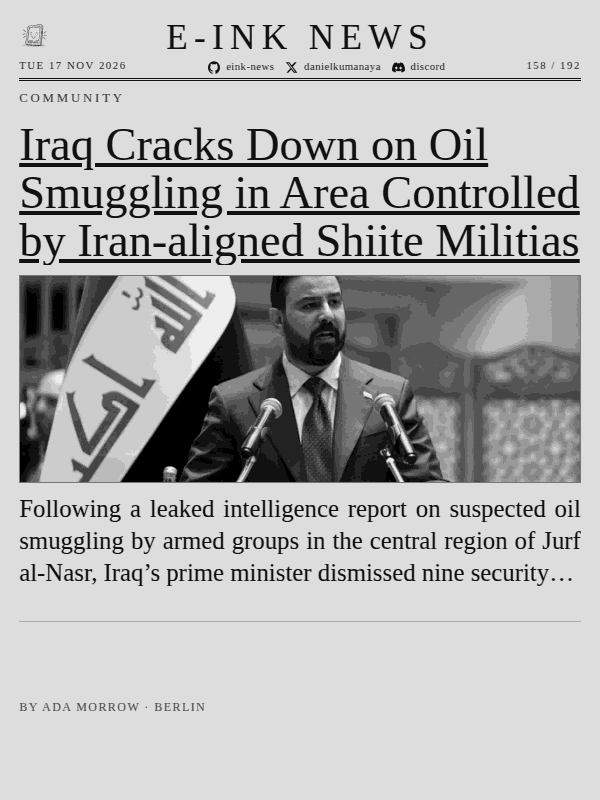 E-INK NEWS
TUE 17 NOV 2026
eink-news danielkumanaya discord
158 / 192
COMMUNITY
Iraq Cracks Down on Oil
Smuggling in Area Controlled
by Iran-aligned Shiite Militias
الله اكبر
Following a leaked intelligence report on suspected oil
smuggling by armed groups in the central region of Jurf
al-Nasr, Iraq’s prime minister dismissed nine security…
BY ADA MORROW · BERLIN